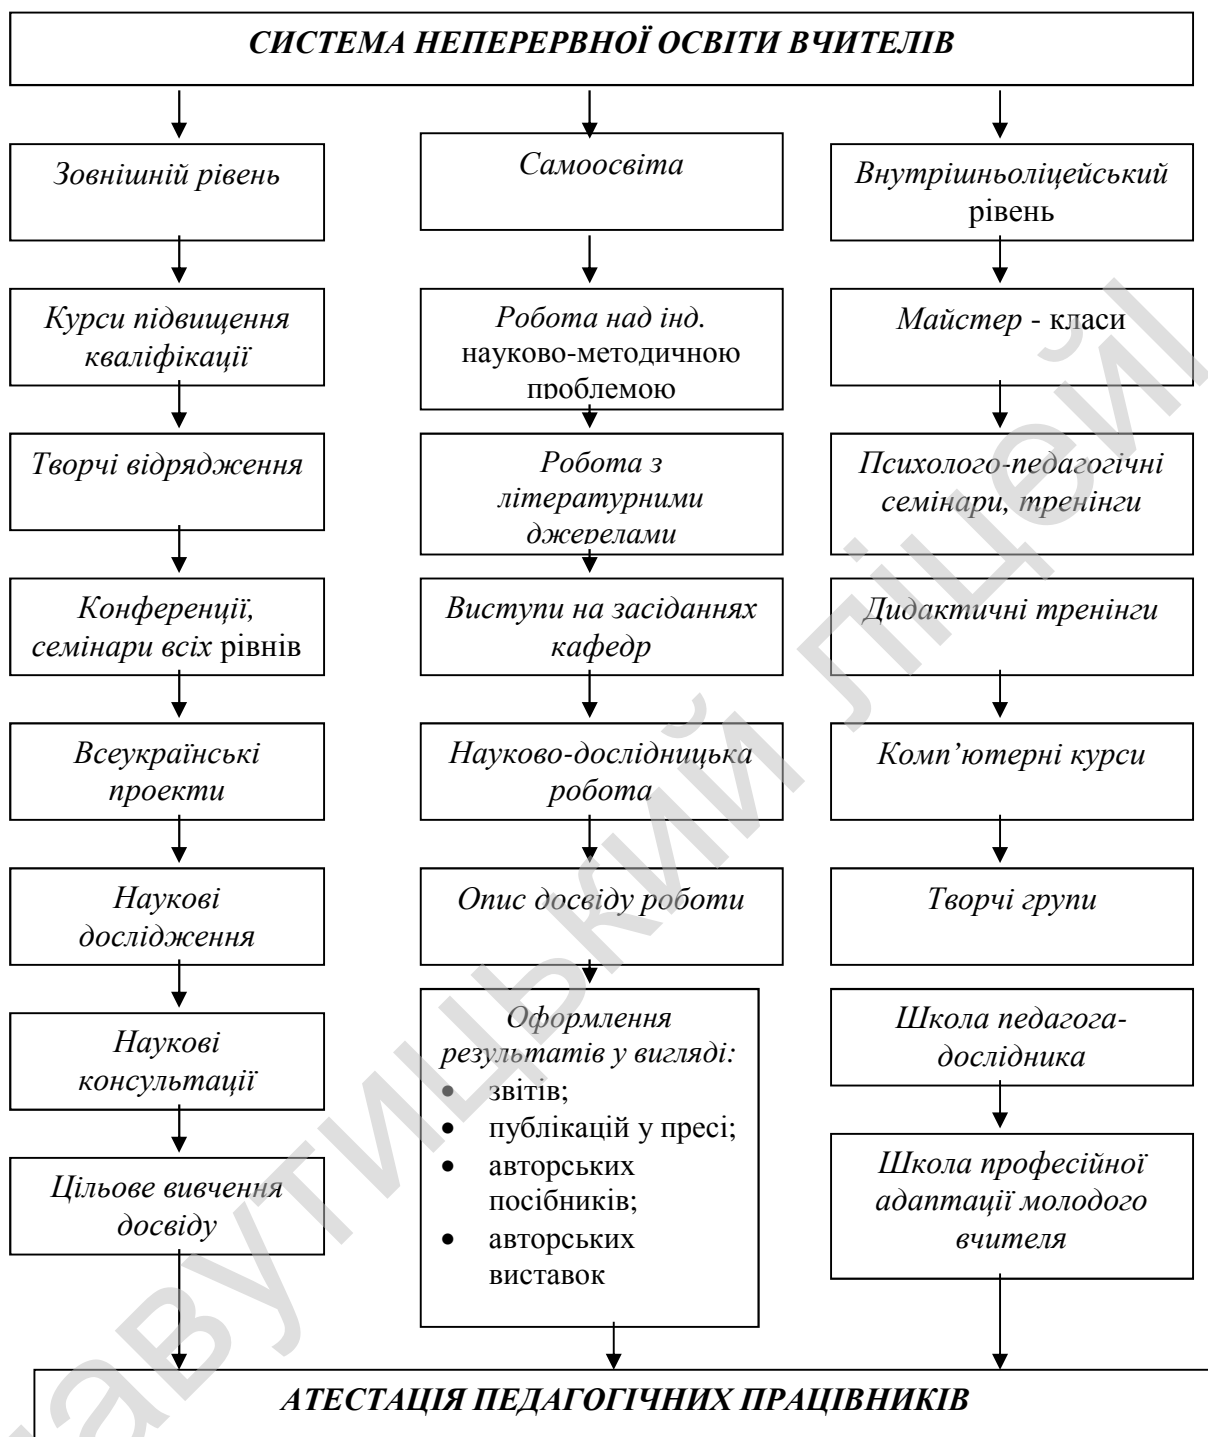 СИСТЕМА НЕПЕРЕРВНОЇ ОСВІТИ ВЧИТЕЛІВ
Зовнішній рівень
Курси підвищення
кваліфікації
Творчі відрядження
Конференції,
семінари всіх рівнів
Всеукраїнські
проекти
Наукові
дослідження
Наукові
консультації
Цільове вивчення
досвіду
Самоосвіта
Робота над інд.
науково-методичною
проблемою
Робота з
літературними
джерелами
Виступи на засіданнях
кафедр
Науково-дослідницька
робота
Опис досвіду роботи
Оформлення
результатів у вигляді:
• звітів;
• публікацій у пресі;
• авторських
посібників;
• авторських
виставок
Внутрішньоліцейський
рівень
Майстер - класи
Психолого-педагогічні
семінари, тренінги
Дидактичні тренінги
Комп’ютерні курси
Творчі групи
Школа педагога-
дослідника
Школа професійної
адаптації молодого
вчителя
АТЕСТАЦІЯ ПЕДАГОГІЧНИХ ПРАЦІВНИКІВ